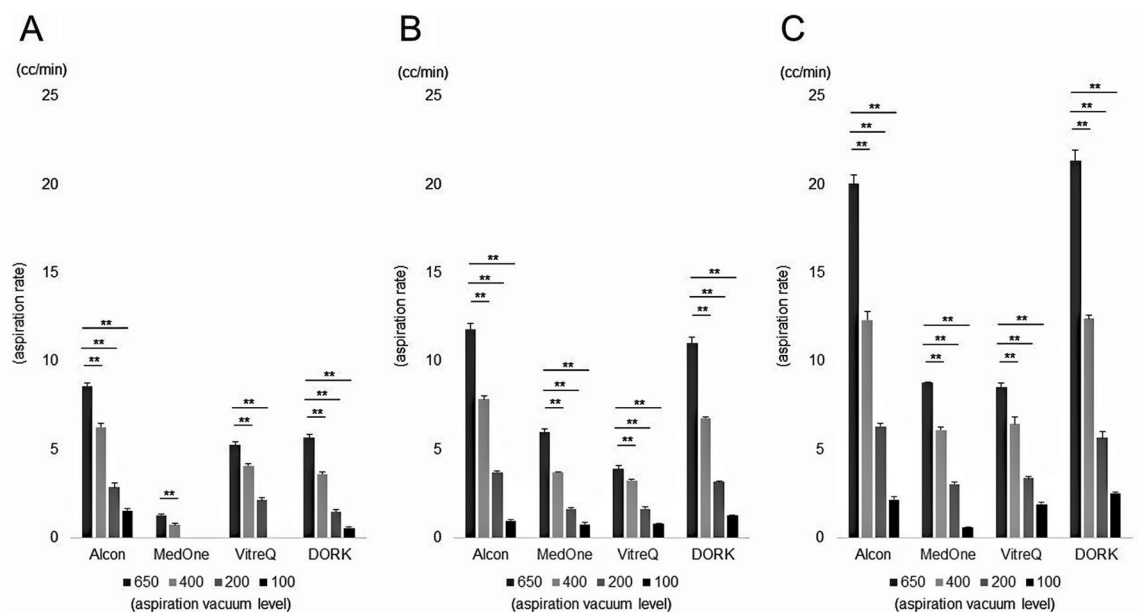 A
(cc/min)
25
20
15
10
5
0
(aspiration rate)
** ** **
**
** **
** ** **
Alcon MedOne VitreQ DORK
650 400 200 100
(aspiration vacuum level)
B
(cc/min)
25
20
15
10
5
0
(aspiration rate)
** ** **
** ** **
** ** **
** ** **
Alcon MedOne VitreQ DORK
650 400 200 100
(aspiration vacuum level)
C
(cc/min)
25
20
15
10
5
0
(aspiration rate)
** ** **
** ** **
** ** **
** ** **
Alcon MedOne VitreQ DORK
650 400 200 100
(aspiration vacuum level)